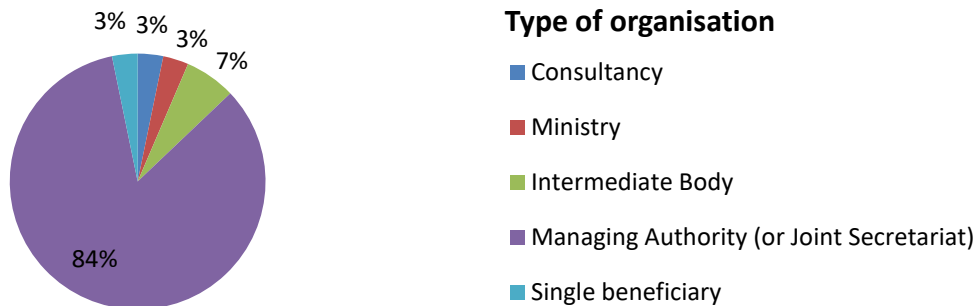 3%
3%
3%
7%
84%
Type of organisation
Consultancy
Ministry
Intermediate Body
Managing Authority (or Joint Secretariat)
Single beneficiary